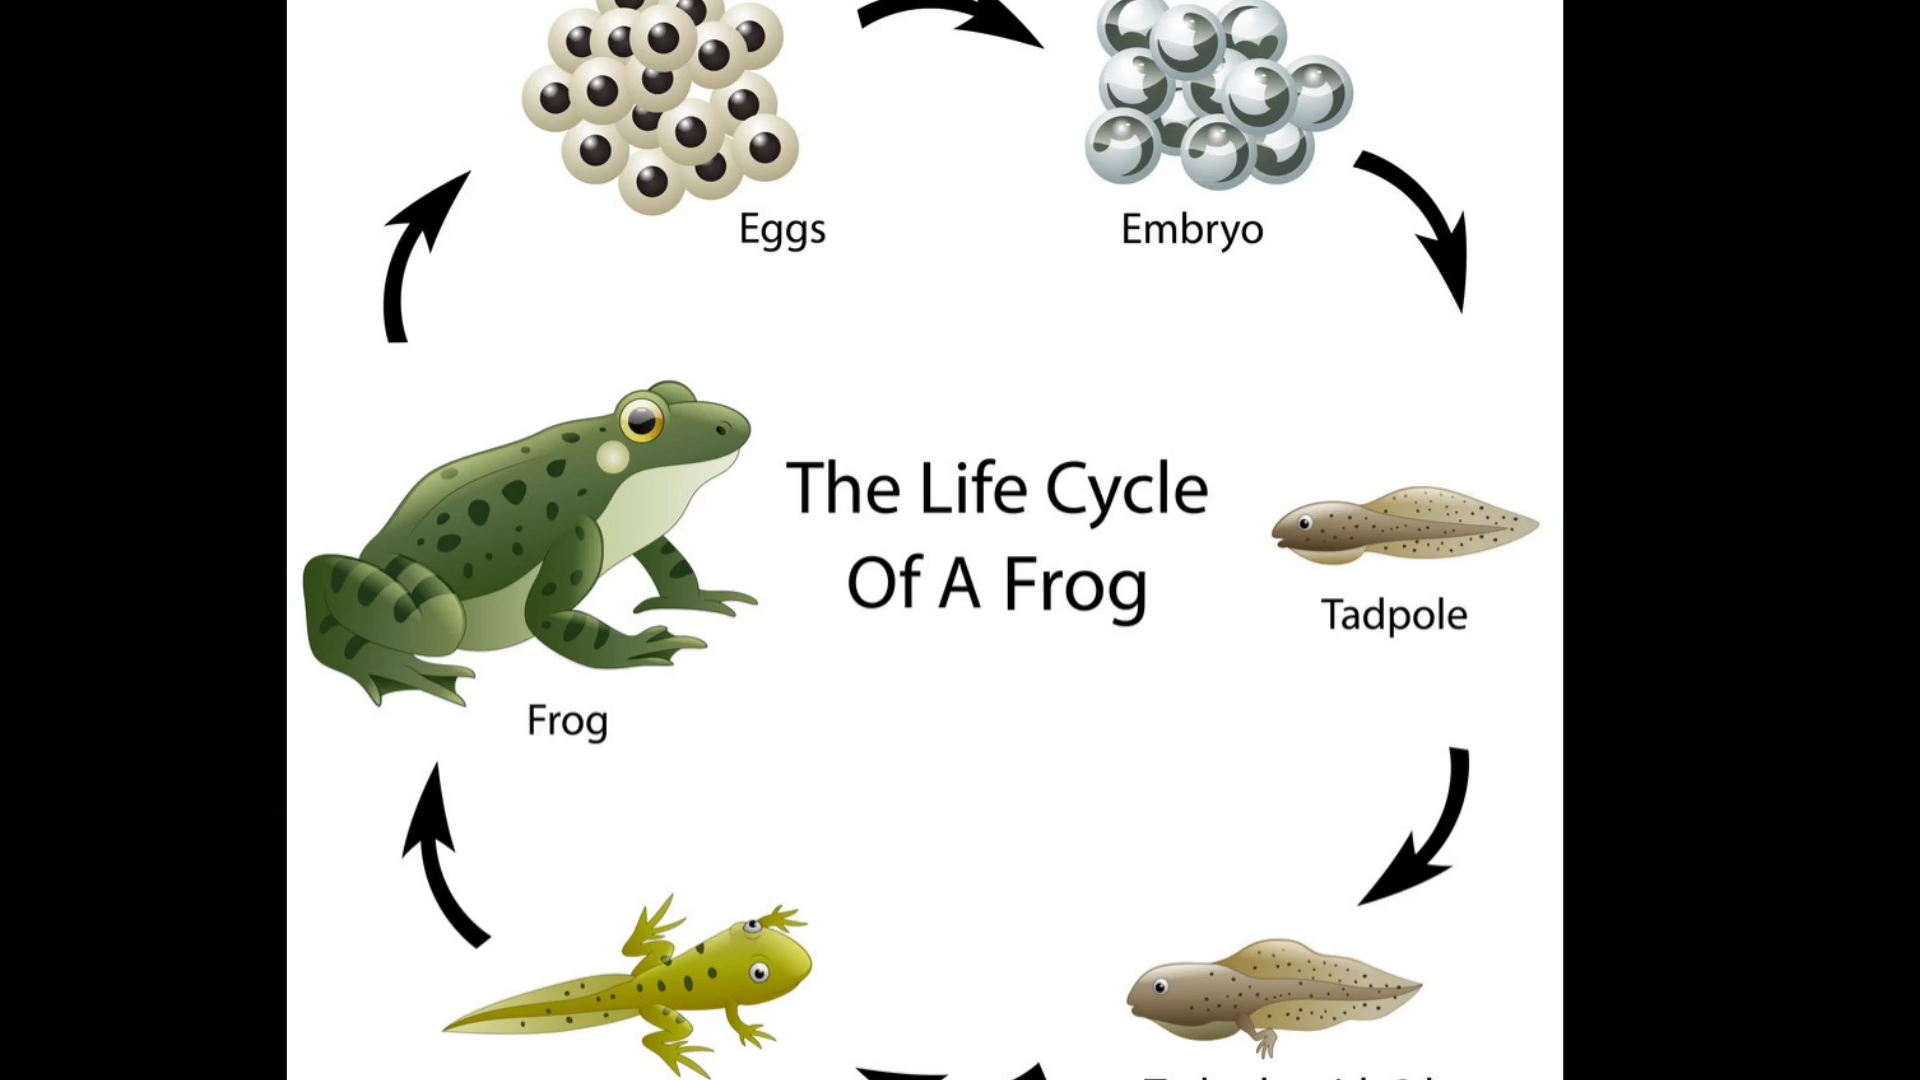 Eggs
Embryo
The Life Cycle
Of A Frog
Tadpole
Frog